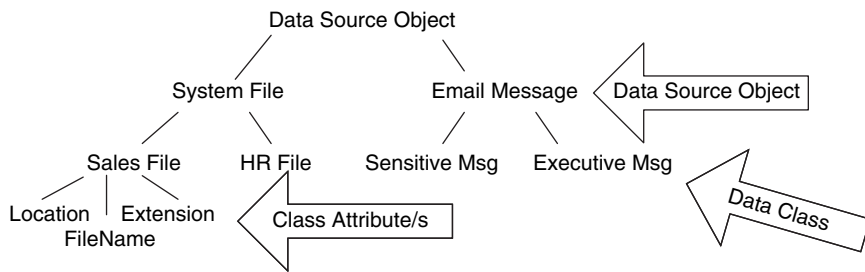 Data Source Object
System File
Email Message
Data Source Object
Sales File
HR File
Sensitive Msg
Executive Msg
Location
Extension
FileName
Class Attribute/s
Data Class